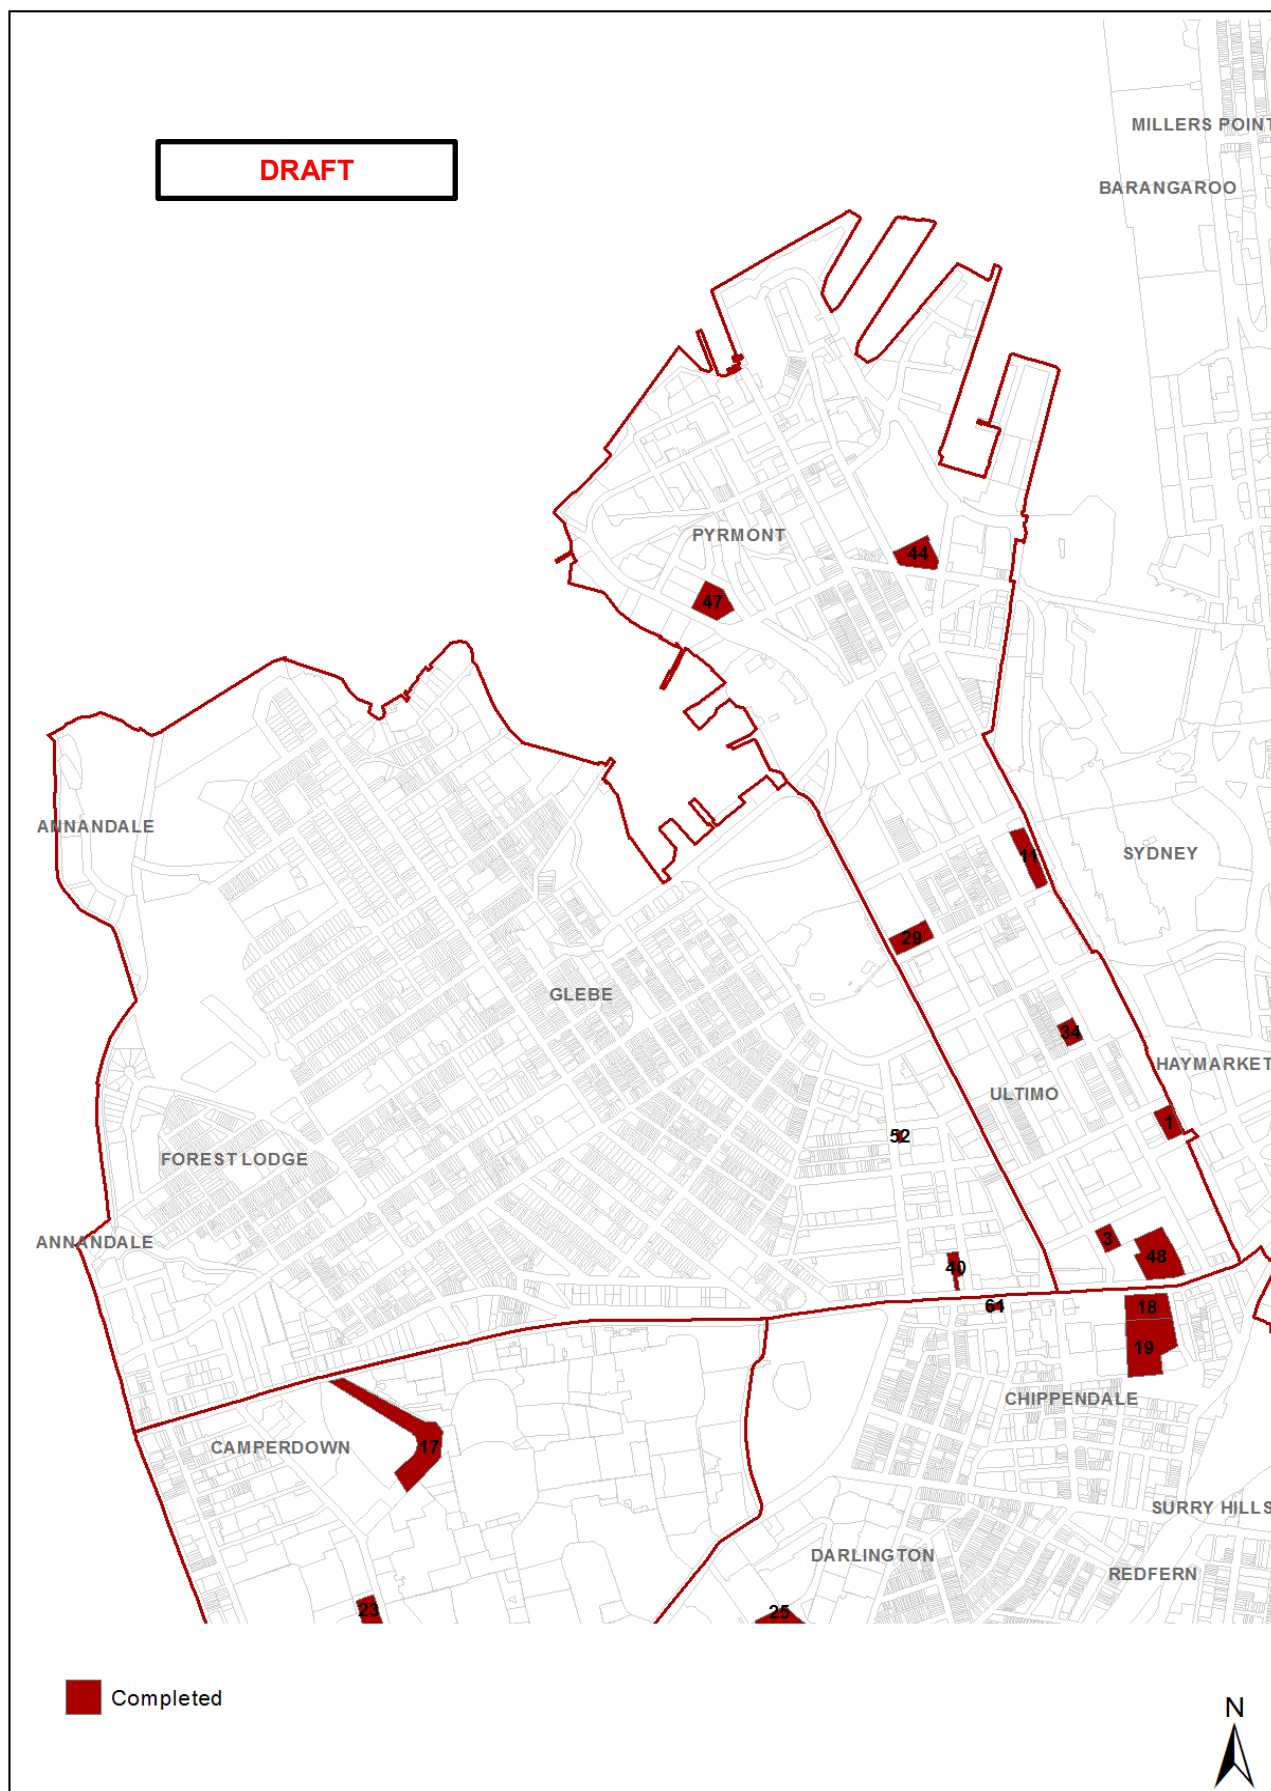 MILLERS POINT
DRAFT
BARANGAROO
PYRMONT
44
47
ANNANDALE
SYDNEY
11
29
GLEBE
34
HAYMARKET
ULTIMO
1
52
FOREST LODGE
3
ANNANDALE
48
40
61
18
19
CHIPPENDALE
CAMPERDOWN
17
SURRY HILLS
DARLINGTON
REDFERN
23
25
Completed
N